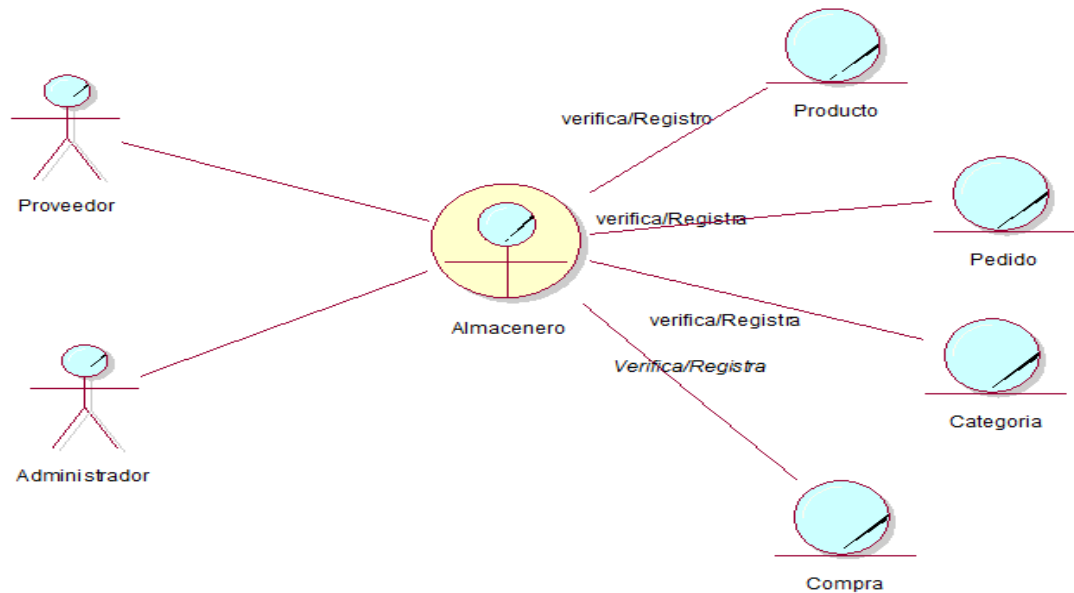 Producto
verifica/Registro
Proveedor
verifica/Registra
Pedido
Almacenero
verifica/Registra
Verifica/Registra
Categoria
Administrador
Compra